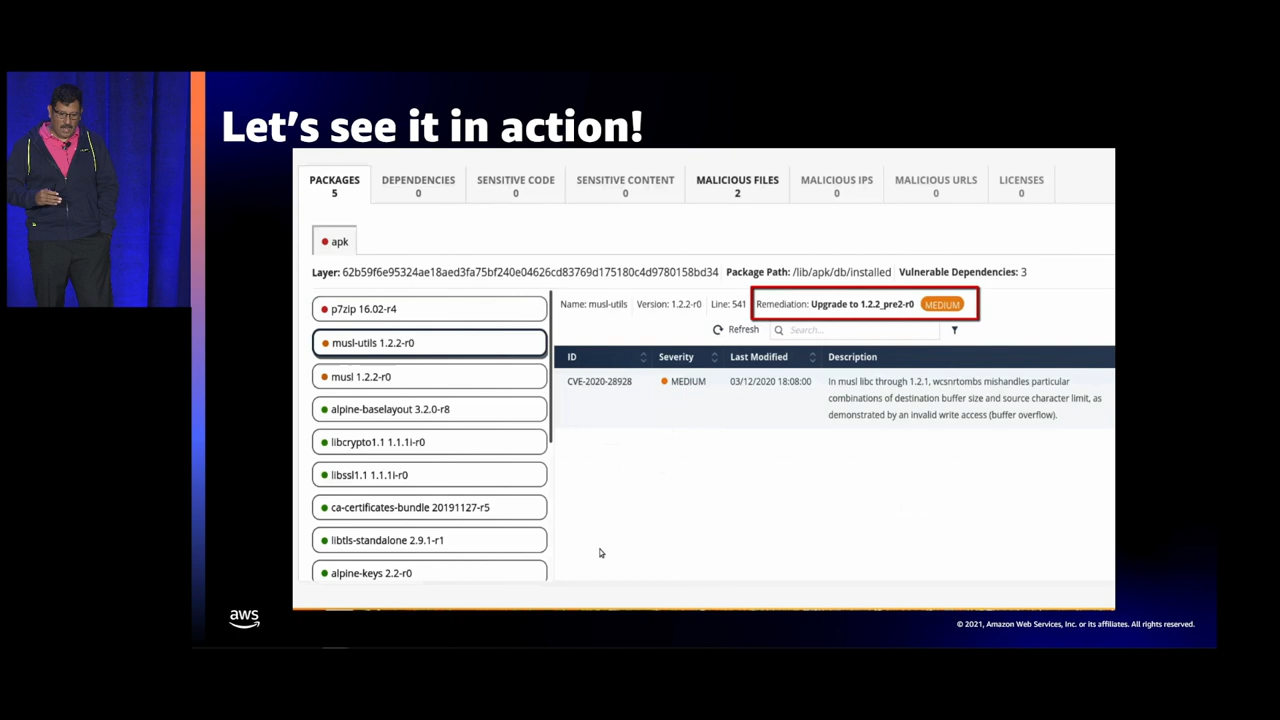 Let's see it in action!
PACKAGES
5
DEPENDENCIES
0
SENSITIVE CODE
0
SENSITIVE CONTENT
0
MALICIOUS FILES
2
MALICIOUS IPS
0
MALICIOUS URLS
0
LICENSES
0
apk
Layer: 62b59f6e95324ae18aed3fa75bf240e04626cd83769d175180c4d9780158bd34 Package Path: /lib/apk/db/installed Vulnerable Dependencies: 3
p7zip 16.02-r4
musl-utils 1.2.2-r0
musl 1.2.2-r0
alpine-baselayout 3.2.0-r8
libcrypto1.1 1.1.1i-r0
libssl1.1 1.1.1i-r0
ca-certificates-bundle 20191127-r5
libtls-standalone 2.9.1-r1
alpine-keys 2.2-r0
Name: musl-utils Version: 1.2.2-r0 Line: 541 Remediation: Upgrade to 1.2.2_pre2-r0 MEDIUM
Refresh Search...
ID Severity Last Modified Description
CVE-2020-28928 MEDIUM 03/12/2020 18:08:00 In musl libc through 1.2.1, wcsnrtombs mishandles particular
combinations of destination buffer size and source character limit, as
demonstrated by an invalid write access (buffer overflow).
aws
© 2021, Amazon Web Services, Inc. or its affiliates. All rights reserved.